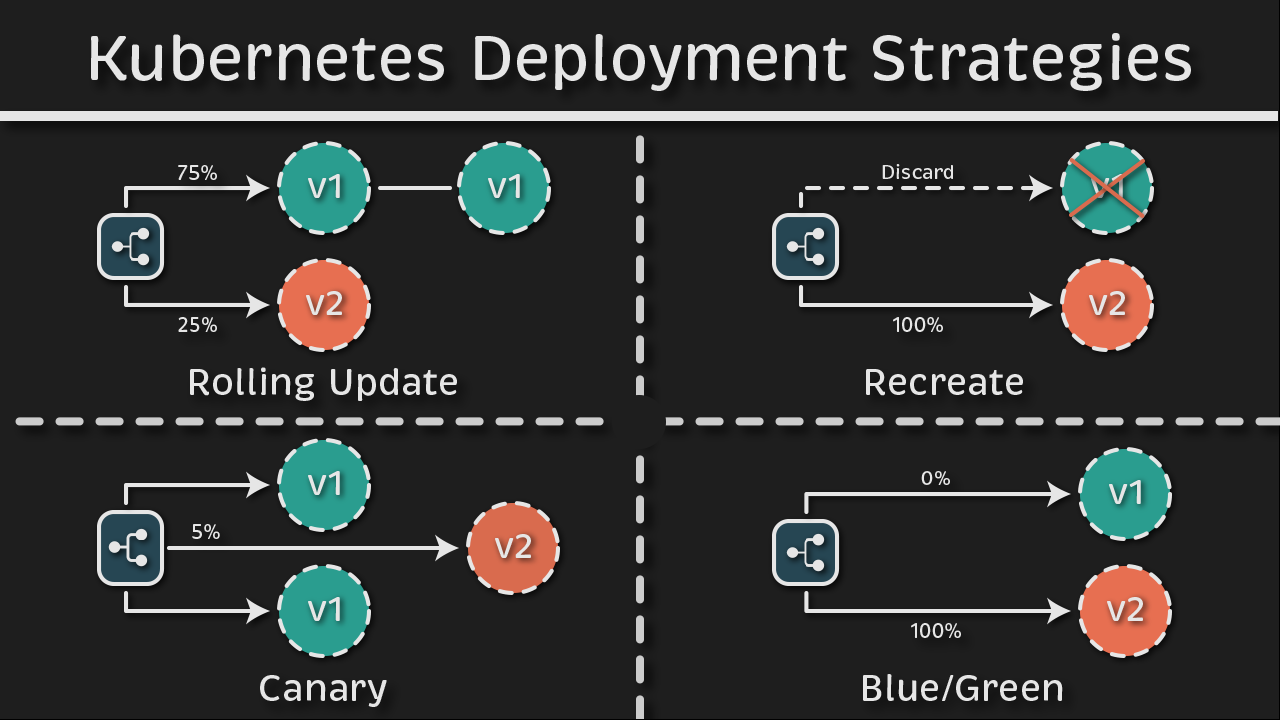 Kubernetes Deployment Strategies
75%
v1
v1
v2
25%
Rolling Update
Discard
v1
v2
100%
Recreate
v1
5%
v2
v1
Canary
0%
v1
v2
100%
Blue/Green